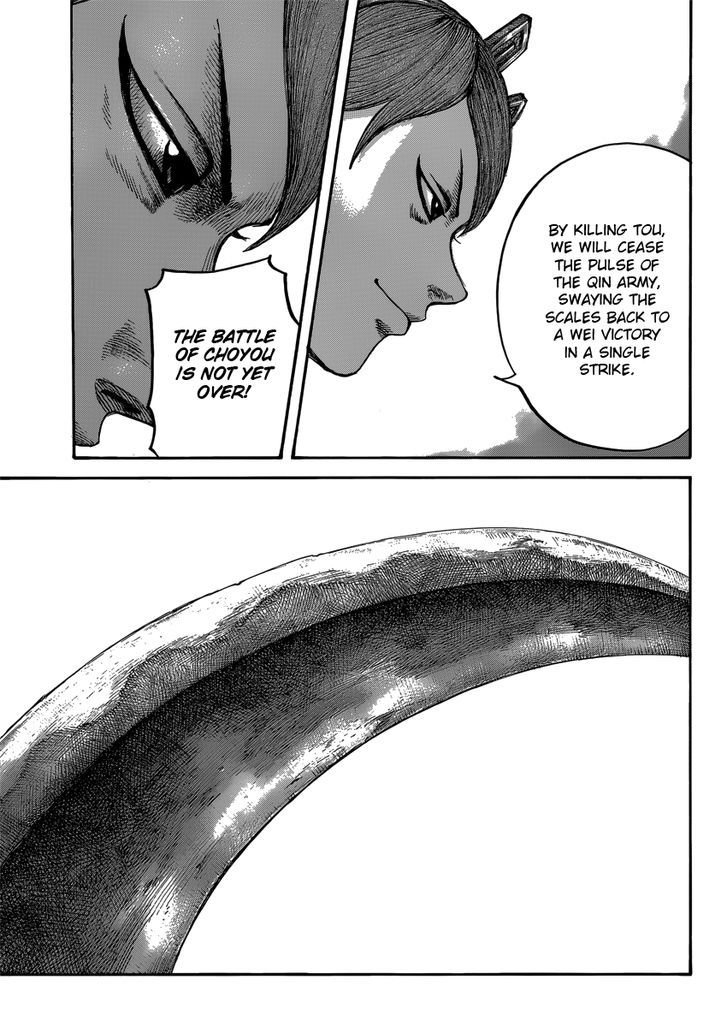 BY KILLING TOU,
WE WILL CEASE
THE PULSE OF
THE QIN ARMY,
SWAYING THE
SCALES BACK TO
A WEI VICTORY
IN A SINGLE
STRIKE.
THE BATTLE
OF CHOYOU
IS NOT YET
OVER!